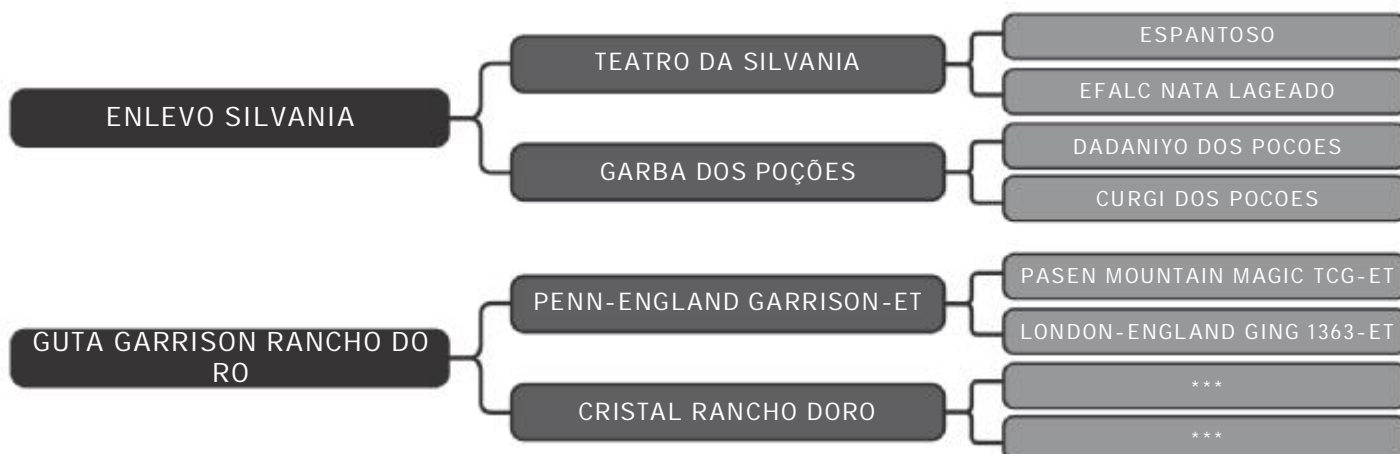 ESPANTOSO
TEATRO DA SILVANIA
EFALC NATA LAGEADO
ENLEVO SILVANIA
DADANIYO DOS POCOES
GARBA DOS POÇÕES
CURGI DOS POCOES
PASEN MOUNTAIN MAGIC TCG-ET
PENN-ENGLAND GARRISON-ET
LONDON-ENGLAND GING 1363-ET
GUTA GARRISON RANCHO DO
RO
***
CRISTAL RANCHO DORO
***